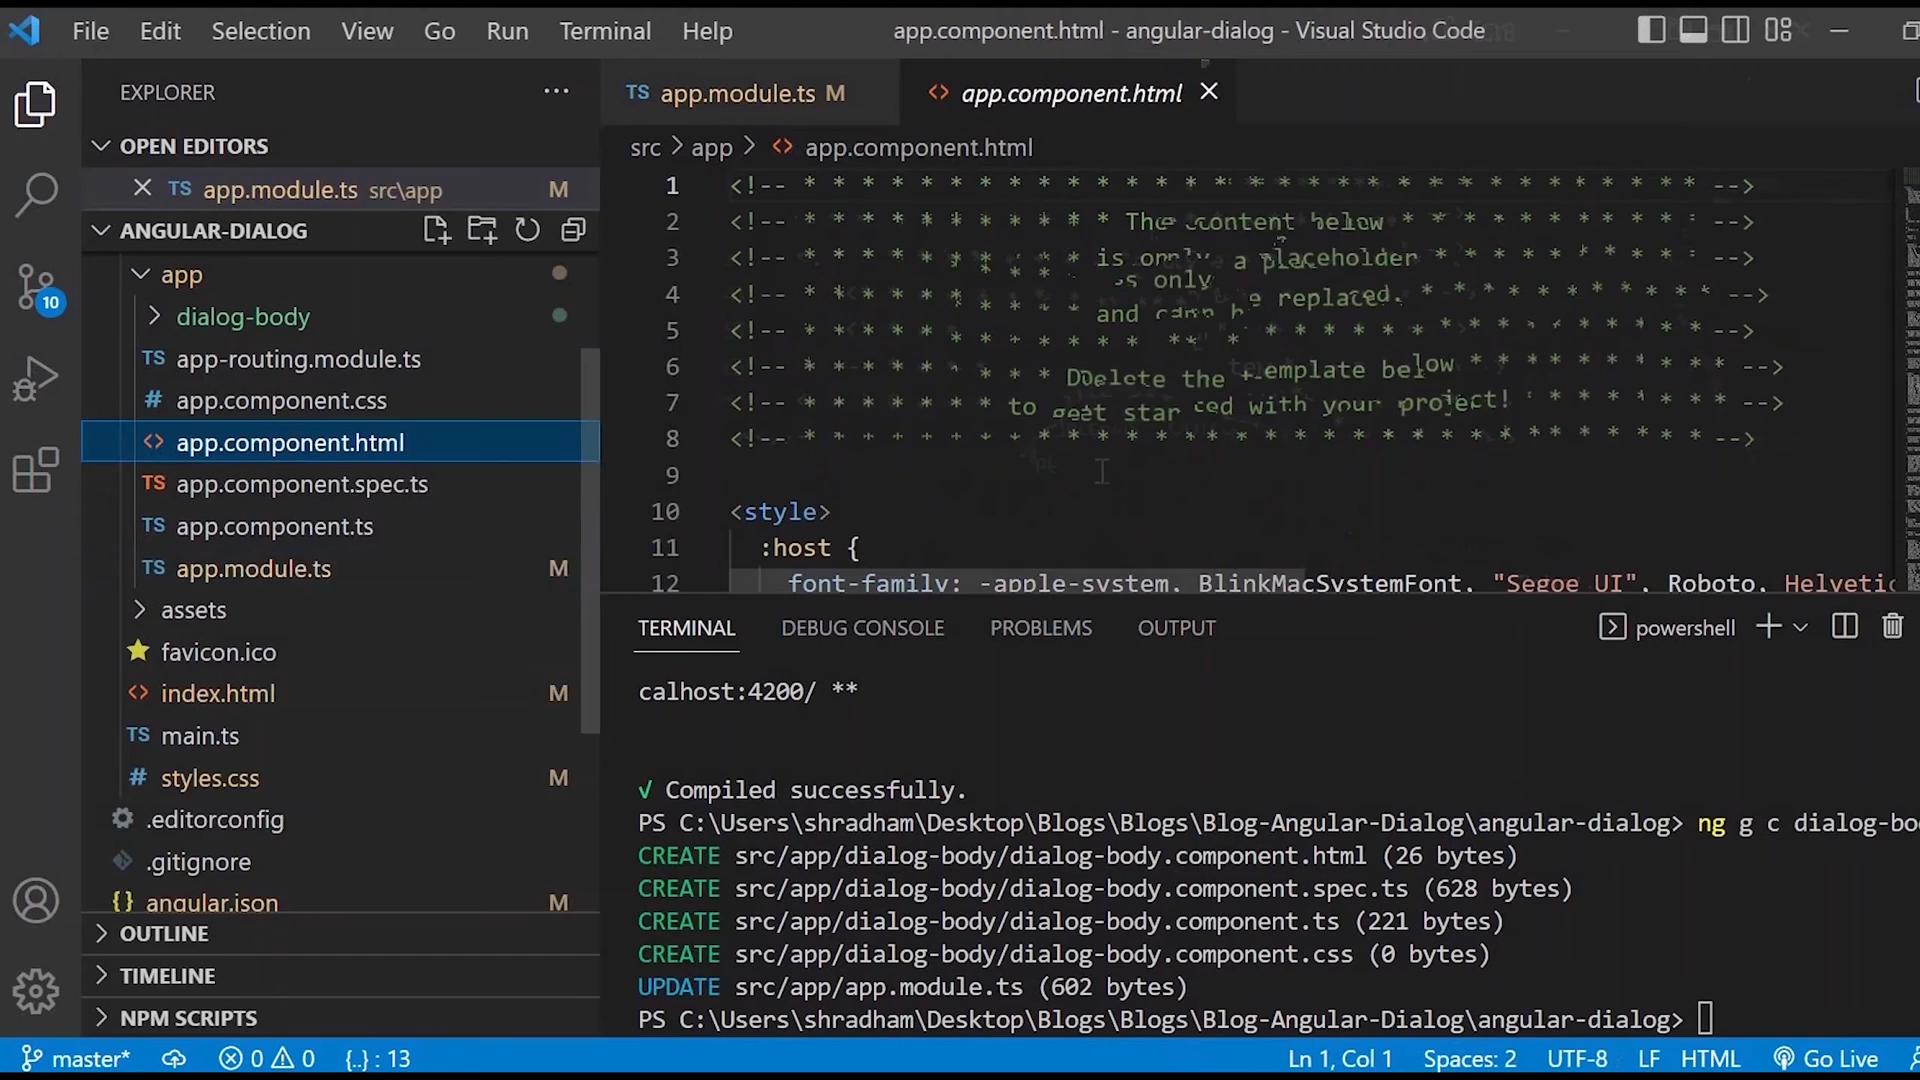 File Edit Selection View Go Run Terminal Help app.component.html - angular-dialog - Visual Studio Code
EXPLORER
OPEN EDITORS
TS app.module.ts src\app M
ANGULAR-DIALOG
app
dialog-body
TS app-routing.module.ts
# app.component.css
<> app.component.html
TS app.component.spec.ts
TS app.component.ts
TS app.module.ts M
assets
favicon.ico
<> index.html M
TS main.ts
# styles.css M
.editorconfig
.gitignore
{} angular.json M
OUTLINE
TIMELINE
NPM SCRIPTS
10
TS app.module.ts M
<> app.component.html
src > app > <> app.component.html
1 <!-- * * * * * * * * * * * * * * * * * * * * * * * * * * * * * * * -->
2 <!-- * * * * * * * * * * * The content below * * * * * * * * * * -->
3 <!-- * * * * * * * * * * is only a placeholder * * * * * * * * * -->
4 <!-- * * * * * * * * * * and can be replaced. * * * * * * * * * * * -->
5 <!-- * * * * * * * * * * * * * * * * * * * * * * * * * * * * * * * -->
6 <!-- * * * * * * * * * Delete the template below * * * * * * * * * -->
7 <!-- * * * * * * * to get started with your project! * * * * * * * -->
8 <!-- * * * * * * * * * * * * * * * * * * * * * * * * * * * * * * * -->
9
10 <style>
11 :host {
12 font-family: -apple-system, BlinkMacSystemFont, "Segoe UI", Roboto, Helvetic
TERMINAL DEBUG CONSOLE PROBLEMS OUTPUT powershell
calhost:4200/ **
√ Compiled successfully.
PS C:\Users\shradham\Desktop\Blogs\Blogs\Blog-Angular-Dialog\angular-dialog> ng g c dialog-bo
CREATE src/app/dialog-body/dialog-body.component.html (26 bytes)
CREATE src/app/dialog-body/dialog-body.component.spec.ts (628 bytes)
CREATE src/app/dialog-body/dialog-body.component.ts (221 bytes)
CREATE src/app/dialog-body/dialog-body.component.css (0 bytes)
UPDATE src/app/app.module.ts (602 bytes)
PS C:\Users\shradham\Desktop\Blogs\Blogs\Blog-Angular-Dialog\angular-dialog>
master* 0 0 {..} : 13 Ln 1, Col 1 Spaces: 2 UTF-8 LF HTML Go Live